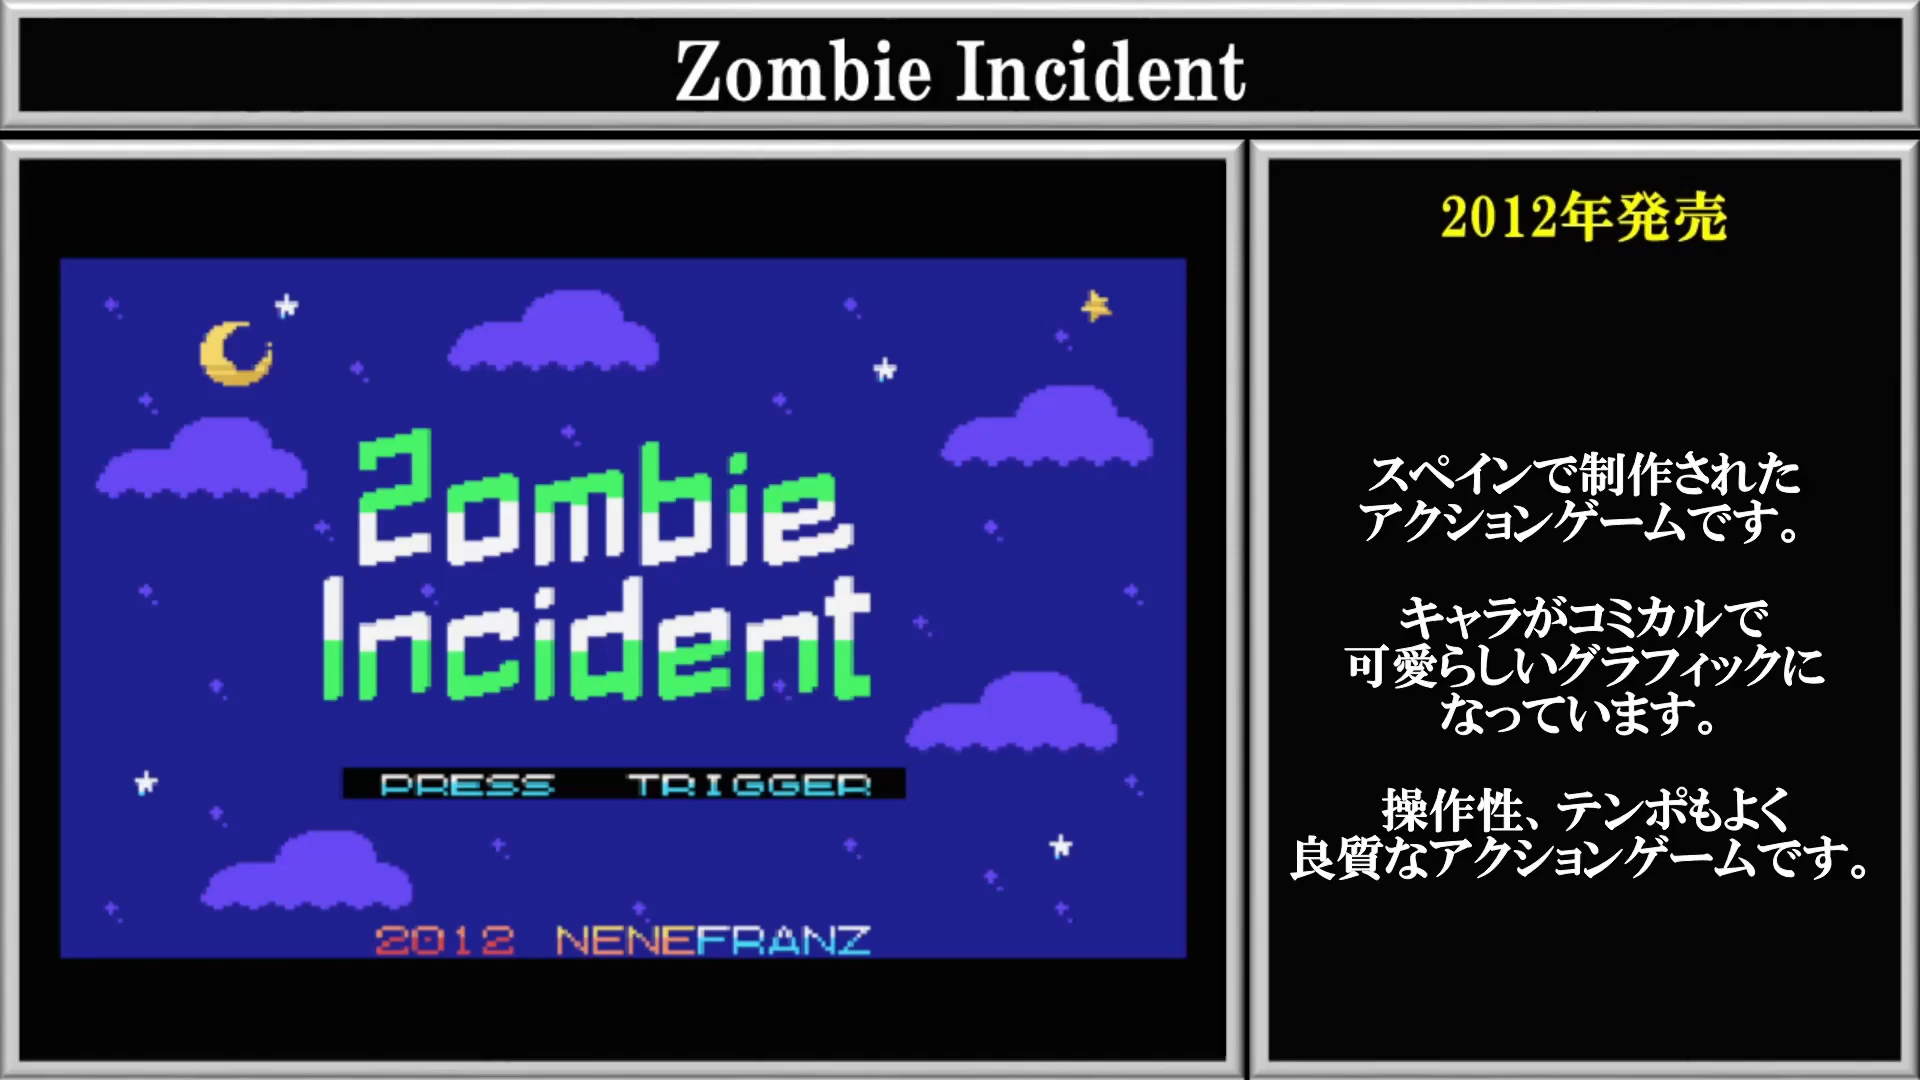 Zombie Incident
Zombie
Incident
PRESS TRIGGER
2012 NENEFRANZ
2012年発売
スペインで制作された
アクションゲームです。
キャラがコミカルで
可愛らしいグラフィックに
なっています。
操作性、テンポもよく
良質なアクションゲームです。